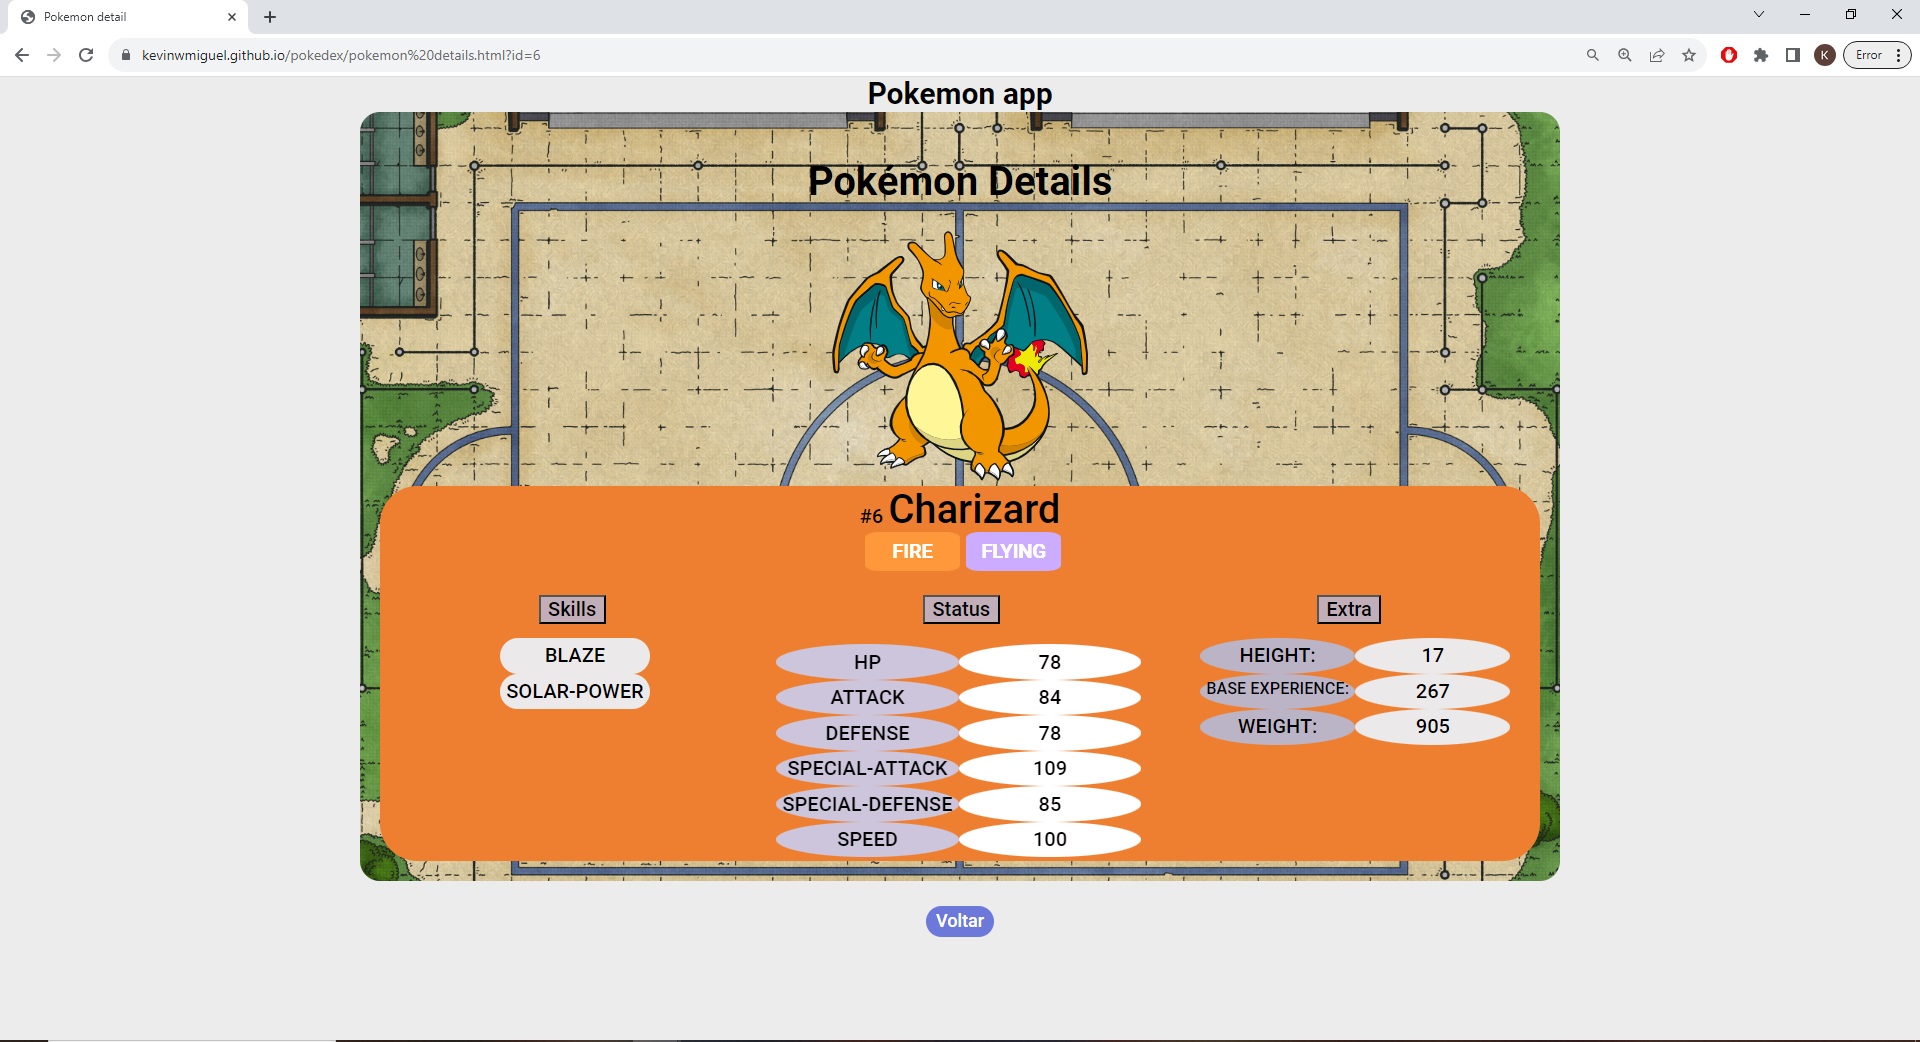 Pokemon detail
kevinwmiguel.github.io/pokedex/pokemon%20details.html?id=6
K
Error
Pokemon app
Pokémon Details
#6 Charizard
FIRE FLYING
Skills
BLAZE
SOLAR-POWER
Status
HP 78
ATTACK 84
DEFENSE 78
SPECIAL-ATTACK 109
SPECIAL-DEFENSE 85
SPEED 100
Extra
HEIGHT: 17
BASE EXPERIENCE: 267
WEIGHT: 905
Voltar